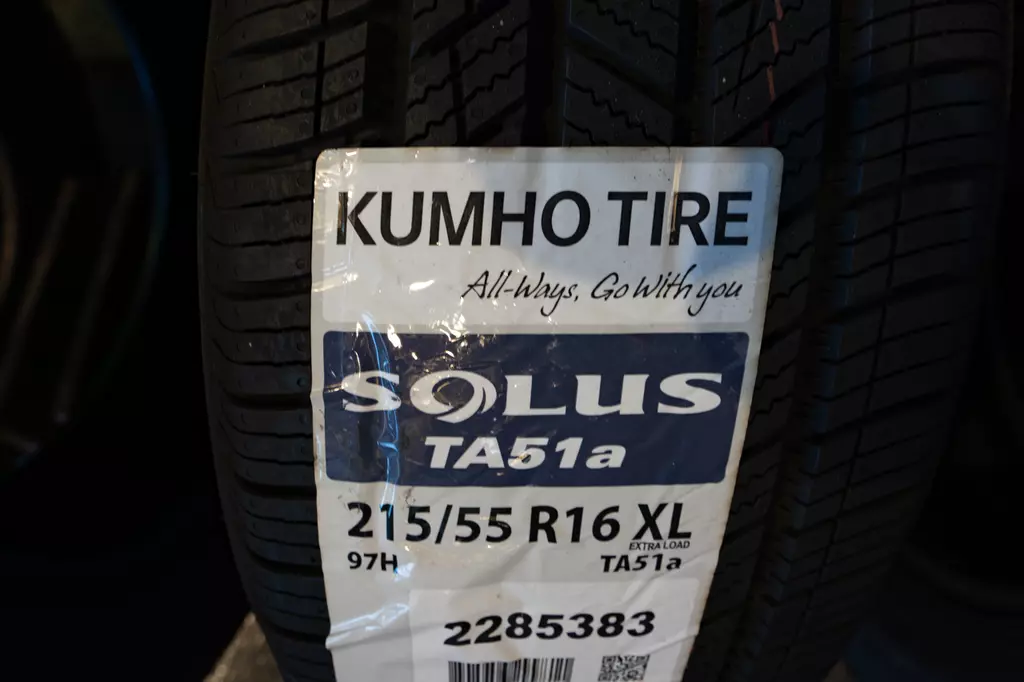 KUMHO TIRE
All-Ways, Go With you
SOLUS
TA51a
215/55 R16 XL
EXTRA LOAD
97H TA51a
2285383